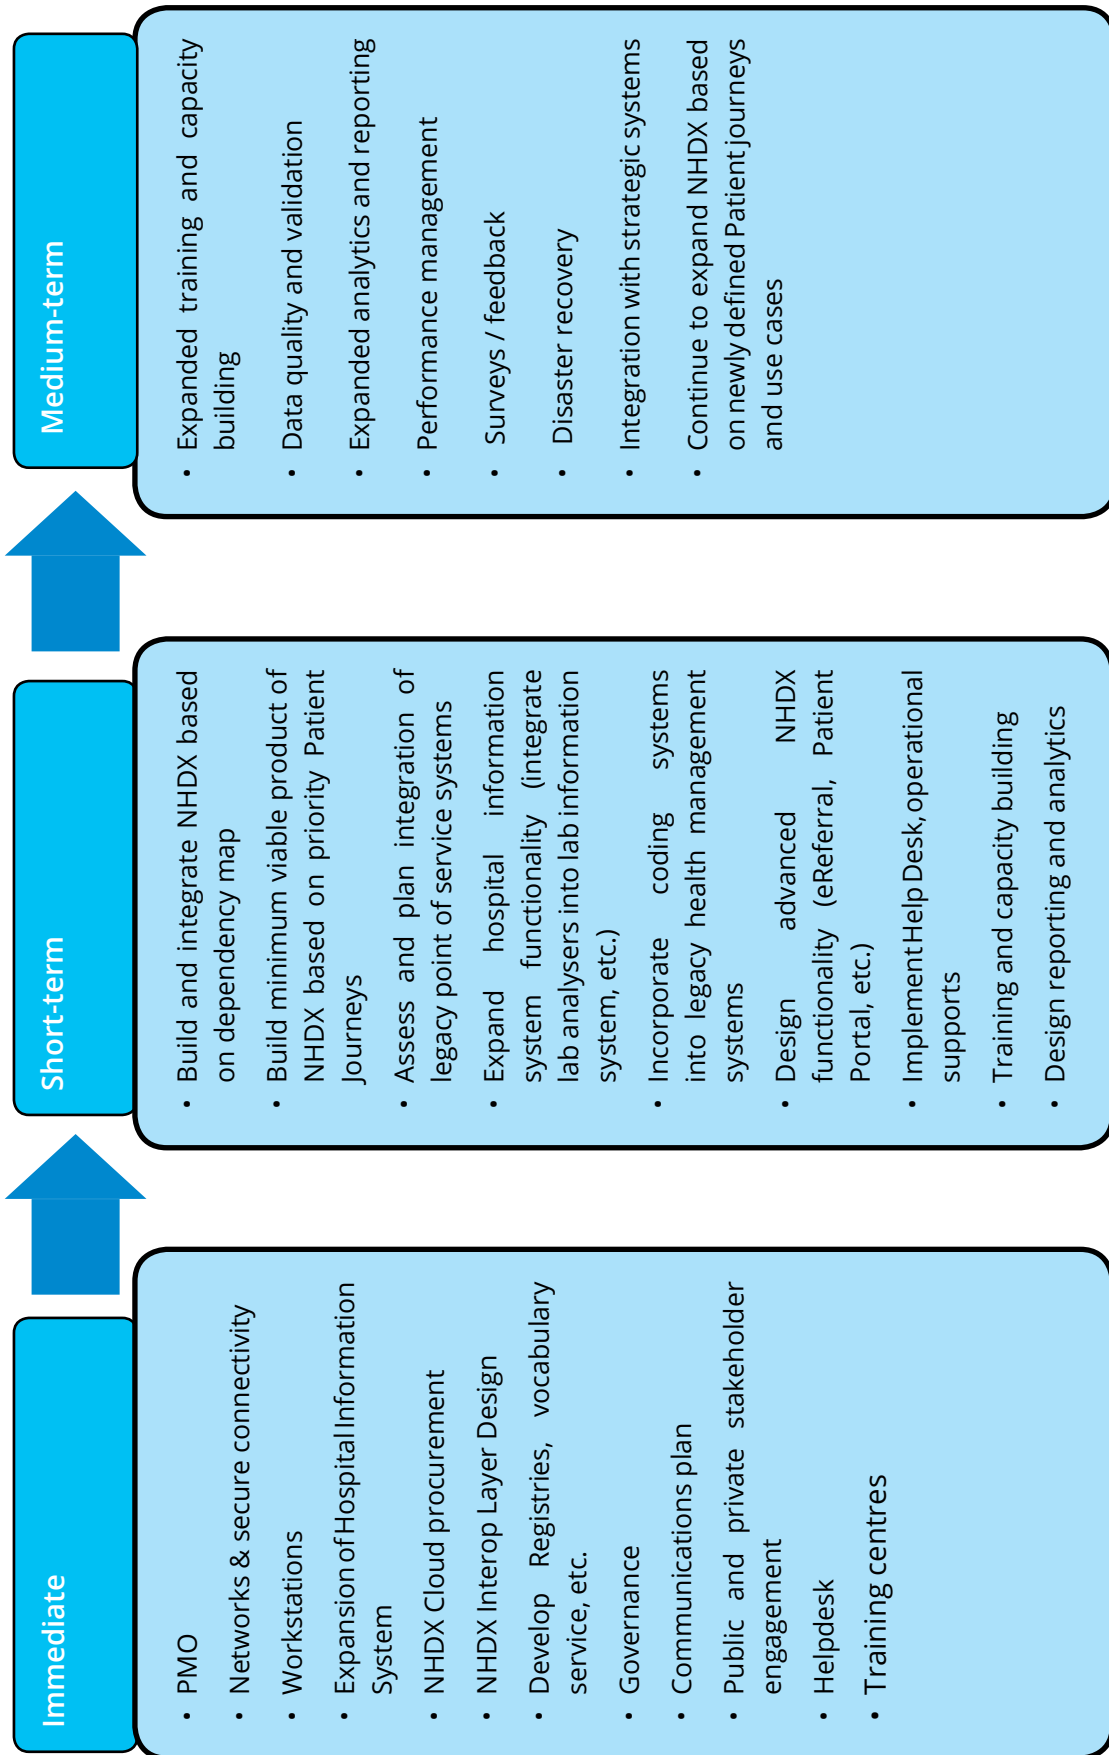 Immediate
• PMO
• Networks & secure connectivity
• Workstations
• Expansion of Hospital Information
System
• NHDX Cloud procurement
• NHDX Interop Layer Design
• Develop Registries, vocabulary
service, etc.
• Governance
• Communications plan
• Public and private stakeholder
engagement
• Helpdesk
• Training centres
Short-term
• Build and integrate NHDX based
on dependency map
• Build minimum viable product of
NHDX based on priority Patient
Journeys
• Assess and plan integration of
legacy point of service systems
• Expand hospital information
system functionality (integrate
lab analysers into lab information
system, etc.)
• Incorporate coding systems
into legacy health management
systems
• Design advanced NHDX
functionality (eReferral, Patient
Portal, etc.)
• Implement Help Desk, operational
supports
• Training and capacity building
• Design reporting and analytics
Medium-term
• Expanded training and capacity
building
• Data quality and validation
• Expanded analytics and reporting
• Performance management
• Surveys / feedback
• Disaster recovery
• Integration with strategic systems
• Continue to expand NHDX based
on newly defined Patient journeys
and use cases